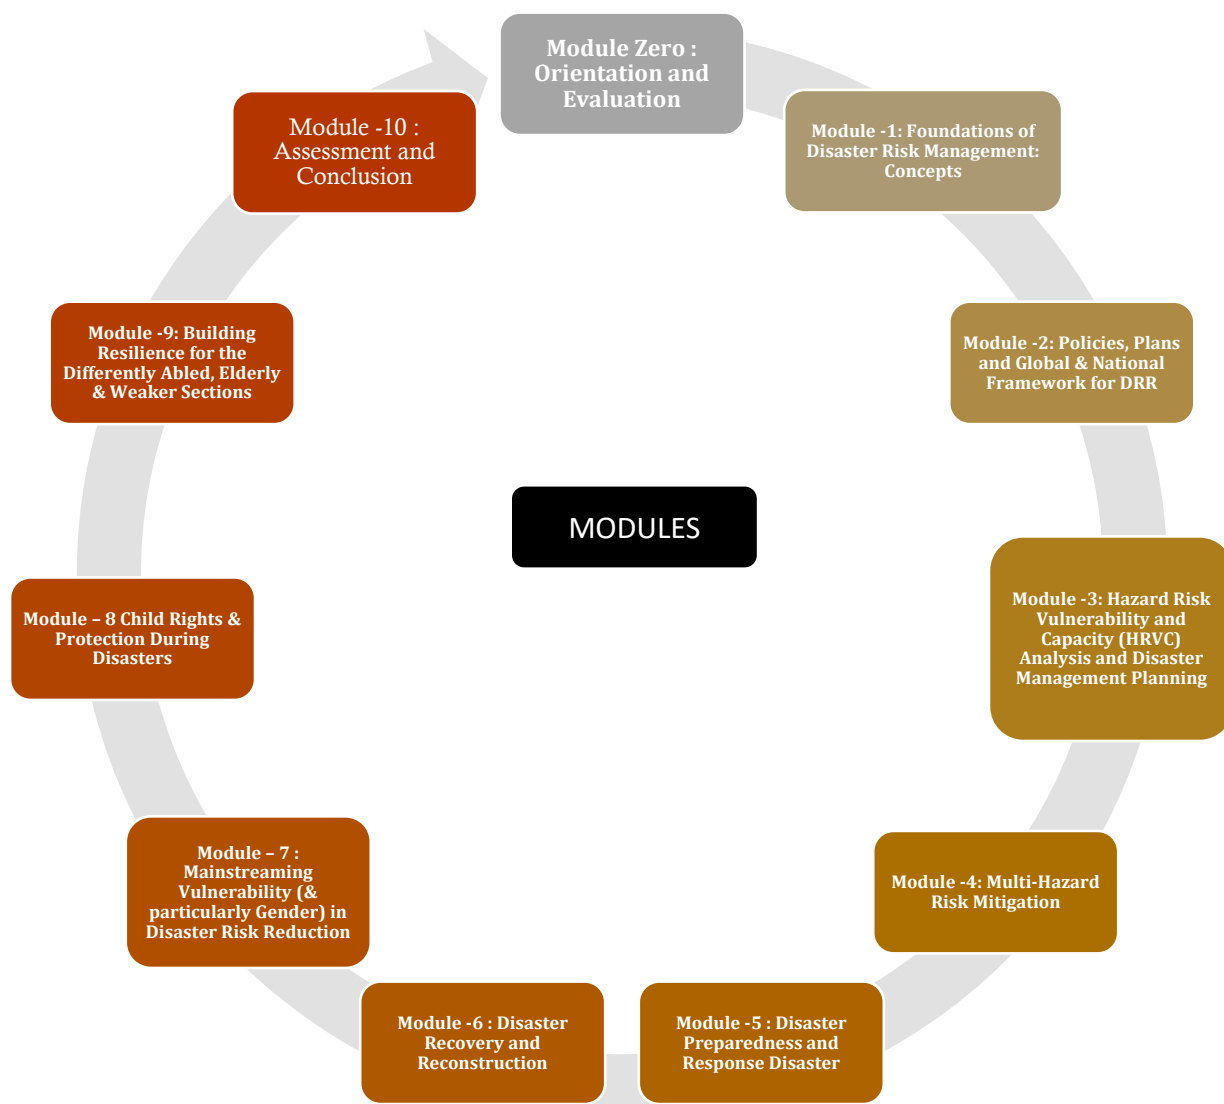 Module Zero :
Orientation and
Evaluation
Module -1: Foundations of
Disaster Risk Management:
Concepts
Module -2: Policies, Plans
and Global & National
Framework for DRR
Module -3: Hazard Risk
Vulnerability and
Capacity (HRVC)
Analysis and Disaster
Management Planning
Module -4: Multi-Hazard
Risk Mitigation
Module -5 : Disaster
Preparedness and
Response Disaster
Module -6 : Disaster
Recovery and
Reconstruction
Module – 7 :
Mainstreaming
Vulnerability (&
particularly Gender) in
Disaster Risk Reduction
Module – 8 Child Rights &
Protection During
Disasters
Module -9: Building
Resilience for the
Differently Abled, Elderly
& Weaker Sections
Module -10 :
Assessment and
Conclusion
MODULES